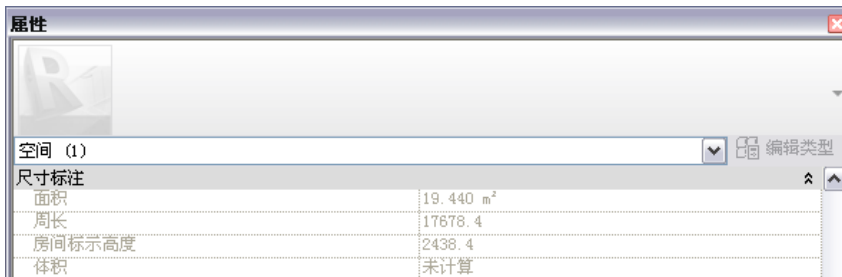 属性
空间 (1)
编辑类型
尺寸标注
面积 19.440 m²
周长 17678.4
房间标示高度 2438.4
体积 未计算